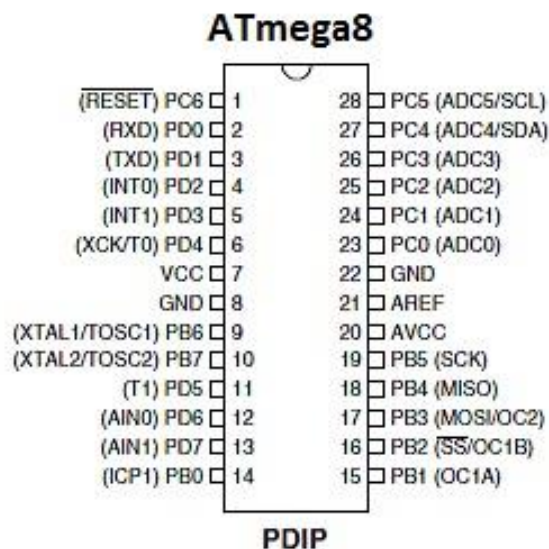 ATmega8
(RESET) PC6 1 28 PC5 (ADC5/SCL)
(RXD) PD0 2 27 PC4 (ADC4/SDA)
(TXD) PD1 3 26 PC3 (ADC3)
(INT0) PD2 4 25 PC2 (ADC2)
(INT1) PD3 5 24 PC1 (ADC1)
(XCK/T0) PD4 6 23 PC0 (ADC0)
VCC 7 22 GND
GND 8 21 AREF
(XTAL1/TOSC1) PB6 9 20 AVCC
(XTAL2/TOSC2) PB7 10 19 PB5 (SCK)
(T1) PD5 11 18 PB4 (MISO)
(AIN0) PD6 12 17 PB3 (MOSI/OC2)
(AIN1) PD7 13 16 PB2 (SS/OC1B)
(ICP1) PB0 14 15 PB1 (OC1A)
PDIP